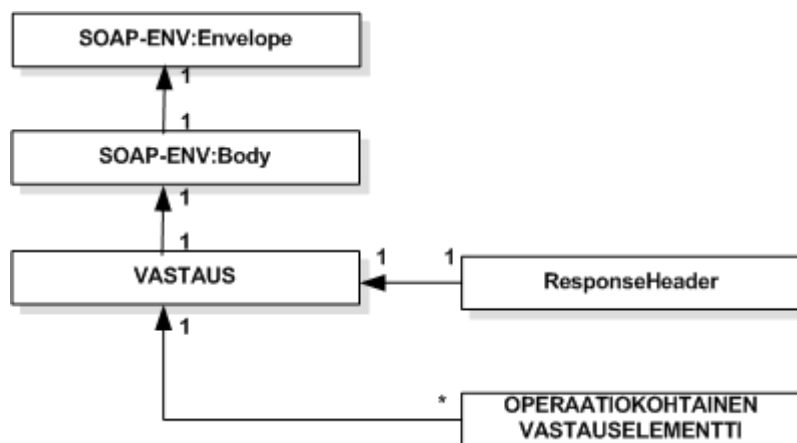 SOAP-ENV:Envelope
1
1
SOAP-ENV:Body
1
1
VASTAUS
1
1
ResponseHeader
1
*
OPERAATIOKOHTAINEN
VASTAUSELEMENTTI